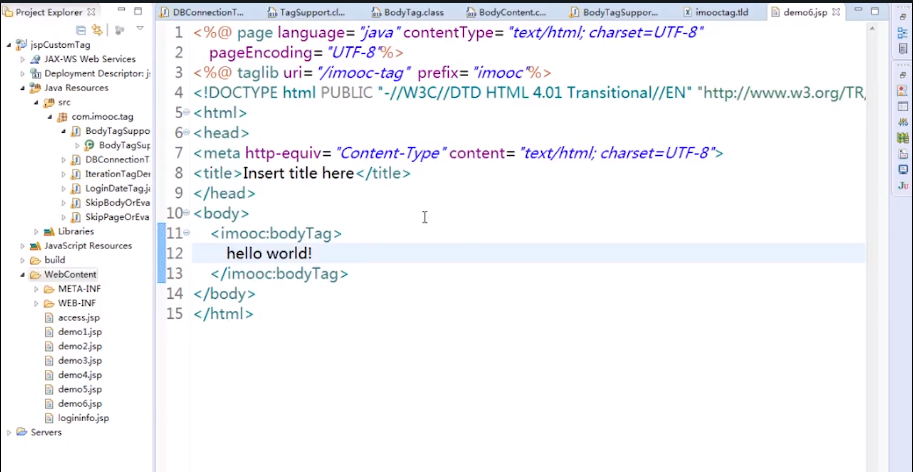 Project Explorer
DBConnectionT... TagSupport.cl... BodyTag.class BodyContent.c... BodyTagSuppor... imooctag.tld demo6.jsp
jspCustomTag
JAX-WS Web Services
Deployment Descriptor: js
Java Resources
src
com.imooc.tag
BodyTagSuppo
BodyTagSup
DBConnectionT
IterationTagDe
LoginDateTag.ja
SkipBodyOrEva
SkipPageOrEva
Libraries
JavaScript Resources
build
WebContent
META-INF
WEB-INF
access.jsp
demo1.jsp
demo2.jsp
demo3.jsp
demo4.jsp
demo5.jsp
demo6.jsp
logininfo.jsp
Servers
1 <%@ page language="java" contentType="text/html; charset=UTF-8"
2 pageEncoding="UTF-8"%>
3 <%@ taglib uri="/imooc-tag" prefix="imooc"%>
4 <!DOCTYPE html PUBLIC "-//W3C//DTD HTML 4.01 Transitional//EN" "http://www.w3.org/TR/
5 <html>
6 <head>
7 <meta http-equiv="Content-Type" content="text/html; charset=UTF-8">
8 <title>Insert title here</title>
9 </head>
10 <body>
11 <imooc:bodyTag>
12 hello world!
13 </imooc:bodyTag>
14 </body>
15 </html>